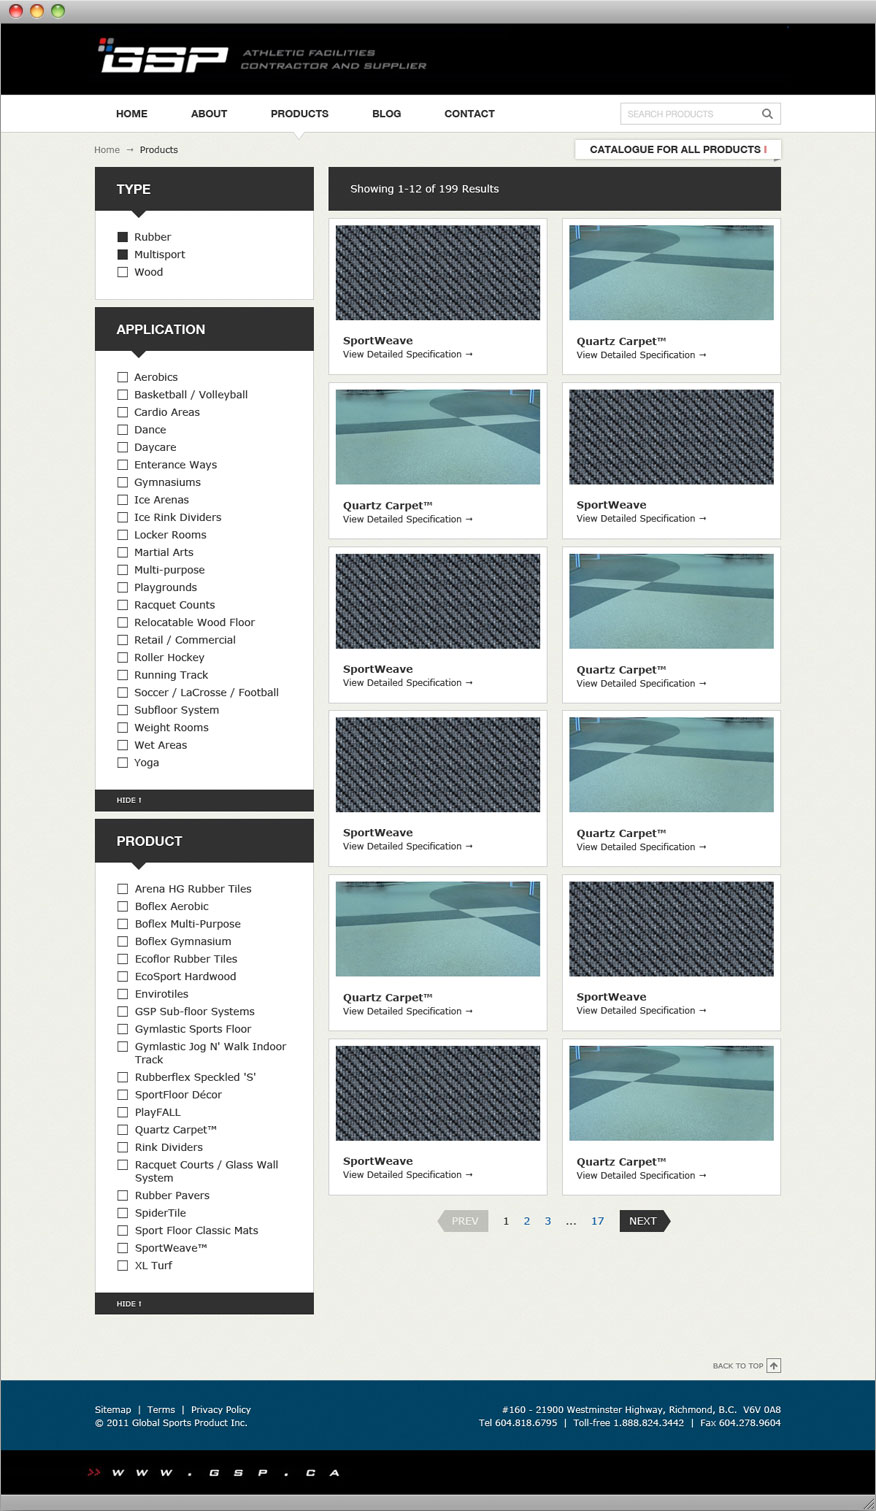 GSP
ATHLETIC FACILITIES
CONTRACTOR AND SUPPLIER
HOME ABOUT PRODUCTS BLOG CONTACT SEARCH PRODUCTS
Home → Products
CATALOGUE FOR ALL PRODUCTS !
TYPE
Rubber
Multisport
Wood
APPLICATION
Aerobics
Basketball / Volleyball
Cardio Areas
Dance
Daycare
Enterance Ways
Gymnasiums
Ice Arenas
Ice Rink Dividers
Locker Rooms
Martial Arts
Multi-purpose
Playgrounds
Racquet Counts
Relocatable Wood Floor
Retail / Commercial
Roller Hockey
Running Track
Soccer / LaCrosse / Football
Subfloor System
Weight Rooms
Wet Areas
Yoga
HIDE ↑
PRODUCT
Arena HG Rubber Tiles
Boflex Aerobic
Boflex Multi-Purpose
Boflex Gymnasium
Ecoflor Rubber Tiles
EcoSport Hardwood
Envirotiles
GSP Sub-floor Systems
Gymlastic Sports Floor
Gymlastic Jog N' Walk Indoor
Track
Rubberflex Speckled 'S'
SportFloor Décor
PlayFALL
Quartz Carpet™
Rink Dividers
Racquet Courts / Glass Wall
System
Rubber Pavers
SpiderTile
Sport Floor Classic Mats
SportWeave™
XL Turf
HIDE ↑
Showing 1-12 of 199 Results
SportWeave
View Detailed Specification →
Quartz Carpet™
View Detailed Specification →
Quartz Carpet™
View Detailed Specification →
SportWeave
View Detailed Specification →
SportWeave
View Detailed Specification →
Quartz Carpet™
View Detailed Specification →
SportWeave
View Detailed Specification →
Quartz Carpet™
View Detailed Specification →
Quartz Carpet™
View Detailed Specification →
SportWeave
View Detailed Specification →
SportWeave
View Detailed Specification →
Quartz Carpet™
View Detailed Specification →
PREV 1 2 3 ... 17 NEXT
BACK TO TOP
Sitemap | Terms | Privacy Policy
© 2011 Global Sports Product Inc.
#160 - 21900 Westminster Highway, Richmond, B.C. V6V 0A8
Tel 604.818.6795 | Toll-free 1.888.824.3442 | Fax 604.278.9604
WWW.GSP.CA